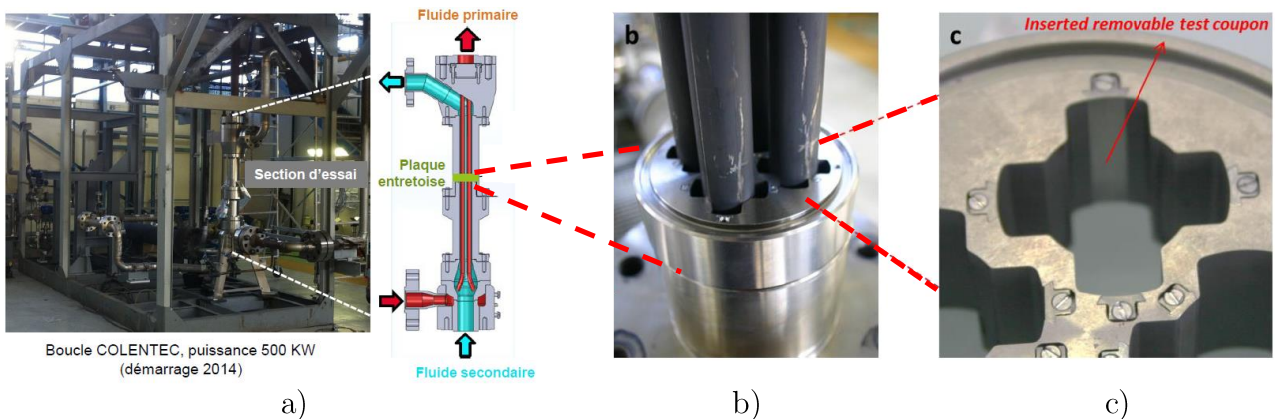 Fluide primaire
Section d'essai
Plaque
entretoise
Fluide secondaire
Boucle COLENTEC, puissance 500 KW
(démarrage 2014)
a)
b
b)
c
Inserted removable test coupon
c)